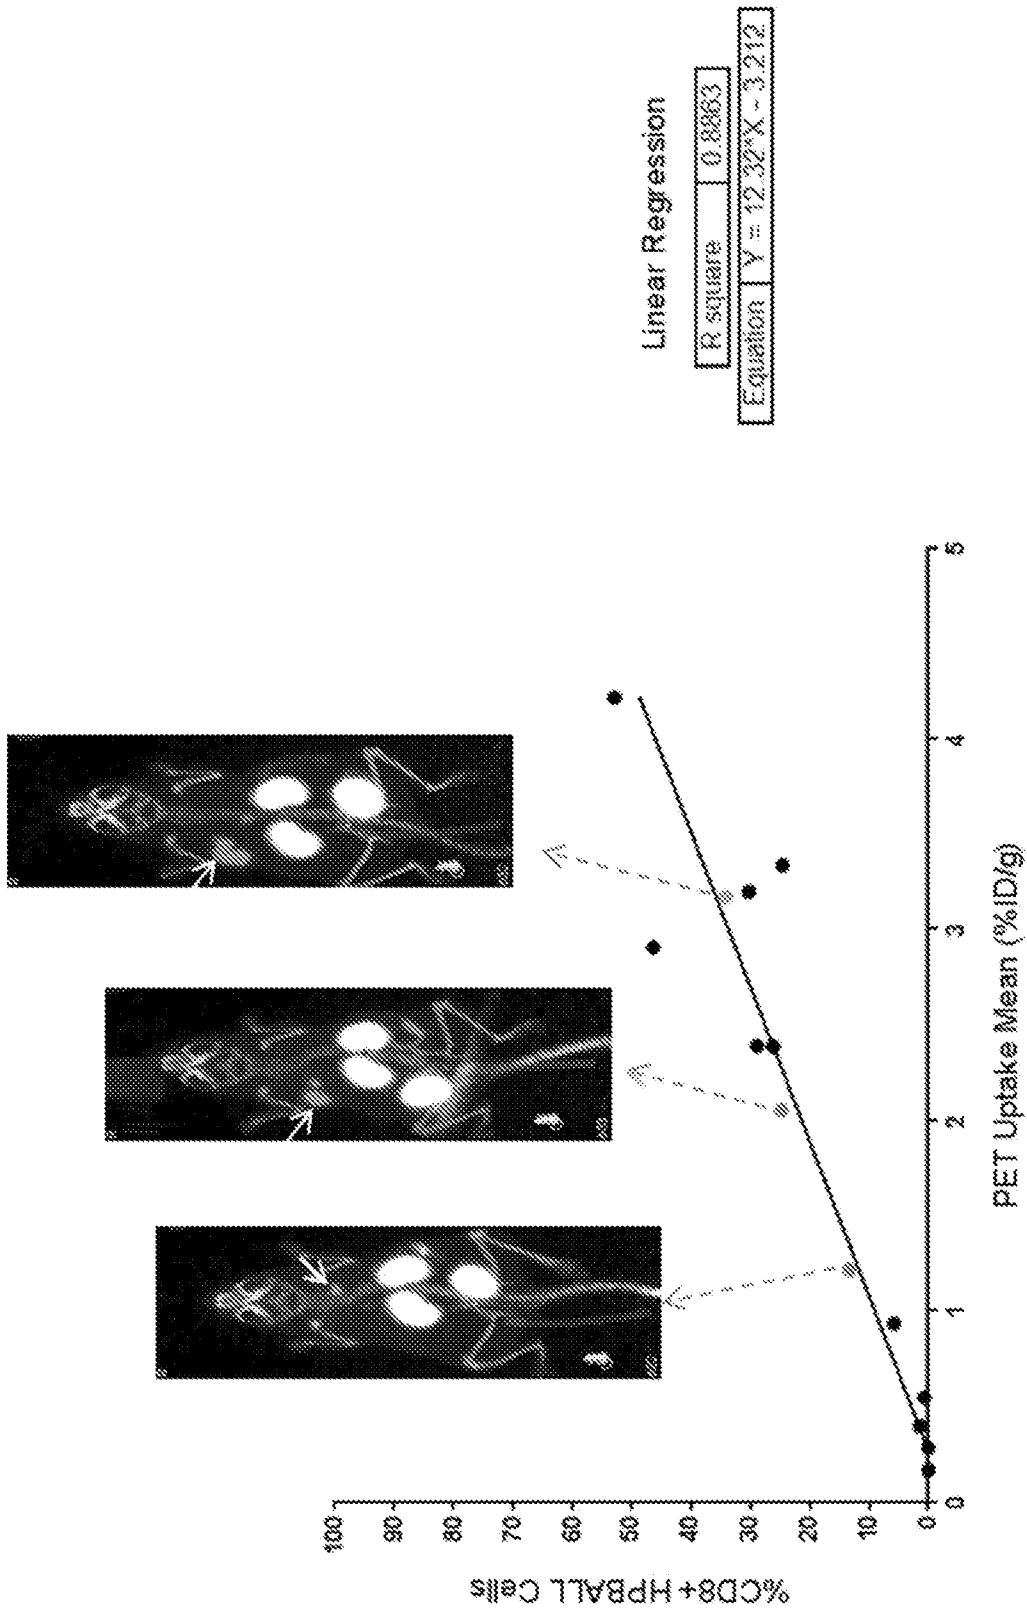 Linear Regression
R square 0.8863
Equation Y = 12.32*X - 3.212
%CD8+ HPBALL Cells
100
90
80
70
60
50
40
30
20
10
0
0 1 2 3 4 5
PET Uptake Mean (%ID/g)